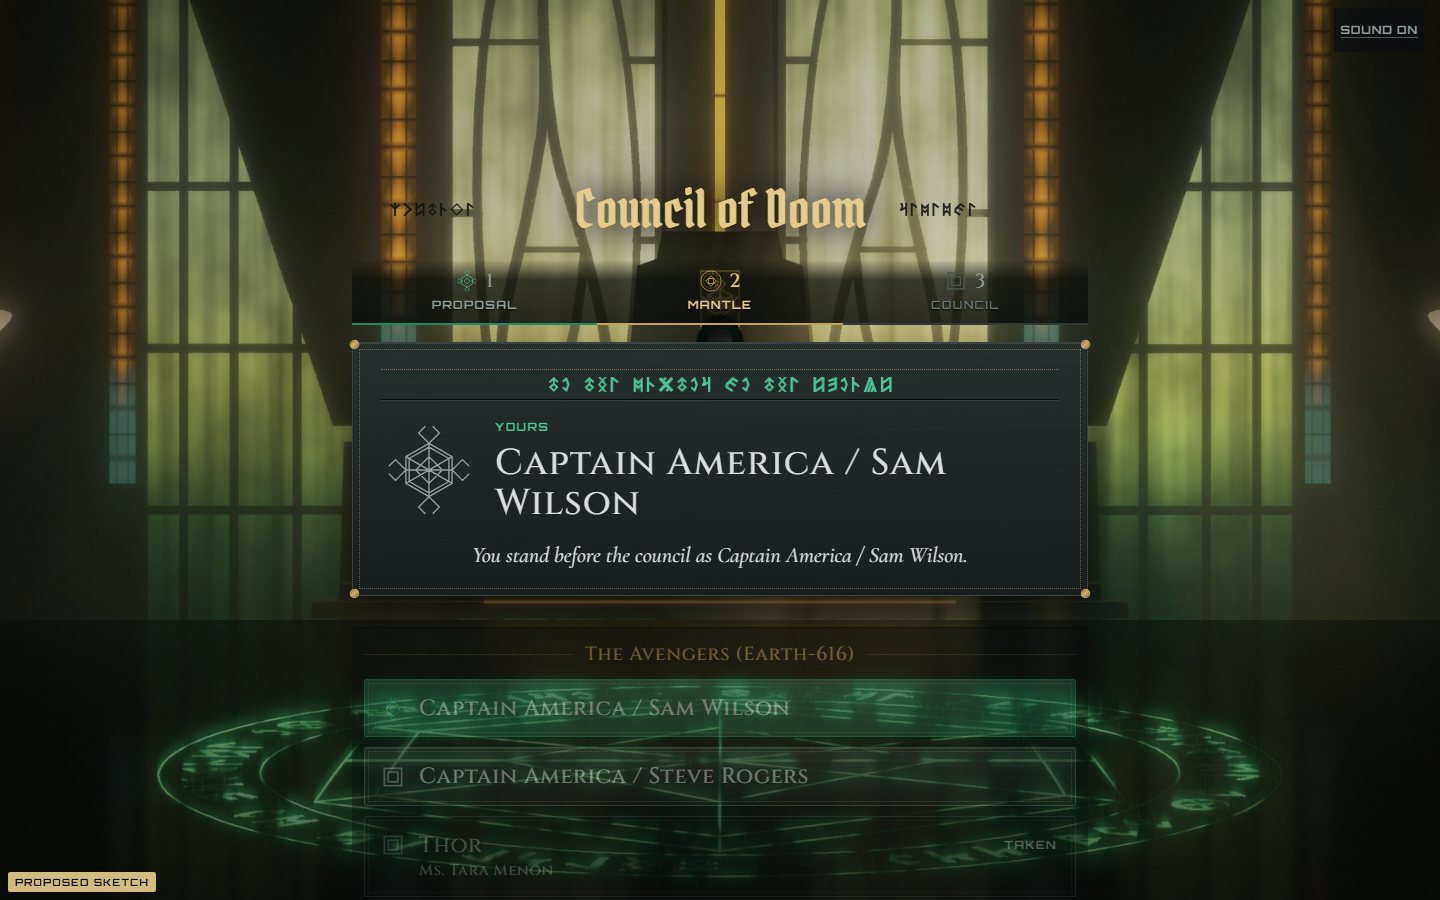 SOUND ON
Council of Doom
1
PROPOSAL
2
MANTLE
3
COUNCIL
YOURS
Captain America / Sam
Wilson
You stand before the council as Captain America / Sam Wilson.
The Avengers (Earth-616)
Captain America / Sam Wilson
Captain America / Steve Rogers
Thor
TAKEN
Ms. Tara Menon
PROPOSED SKETCH